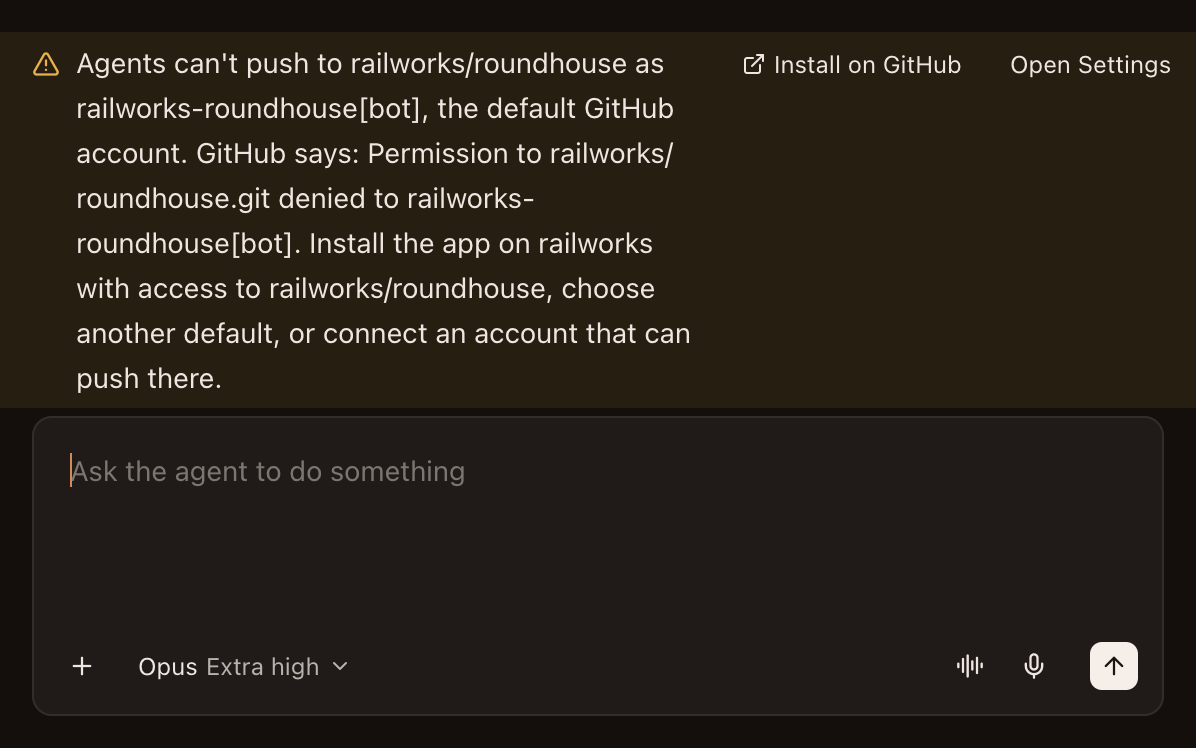 Agents can't push to railworks/roundhouse as
railworks-roundhouse[bot], the default GitHub
account. GitHub says: Permission to railworks/
roundhouse.git denied to railworks-
roundhouse[bot]. Install the app on railworks
with access to railworks/roundhouse, choose
another default, or connect an account that can
push there.
Install on GitHub
Open Settings
Ask the agent to do something
Opus Extra high